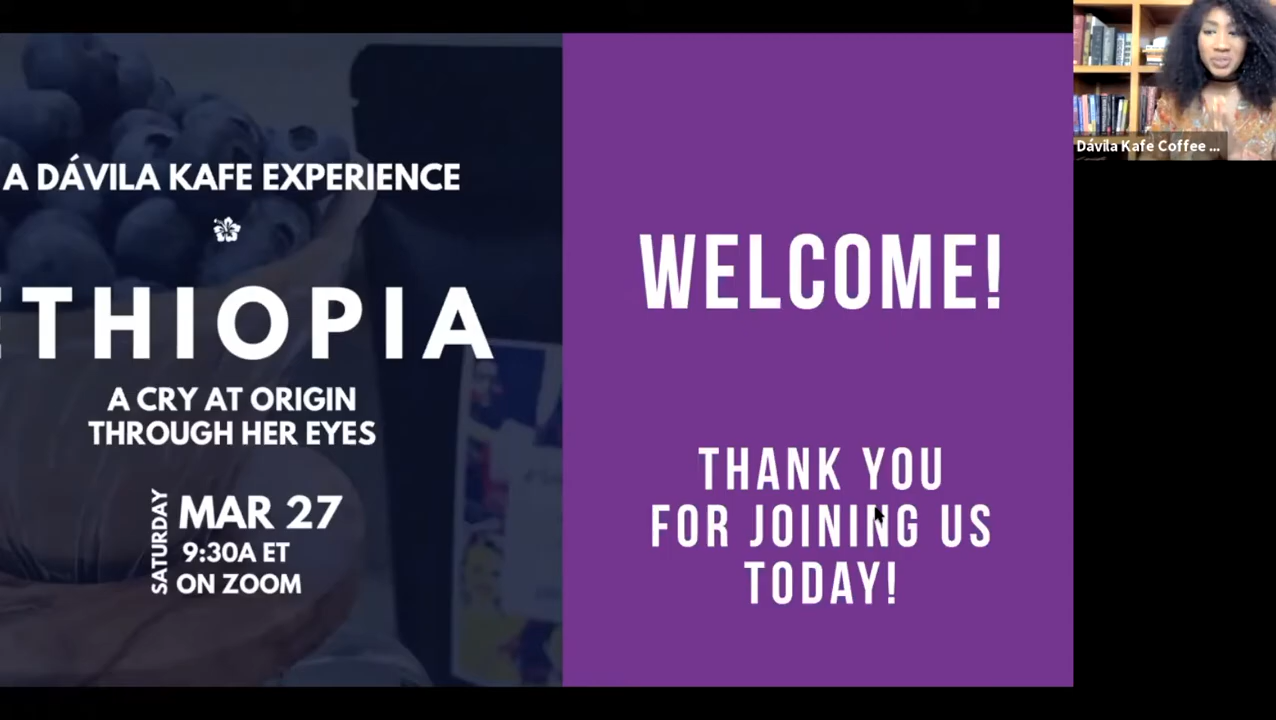 A DÁVILA KAFE EXPERIENCE
ETHIOPIA
A CRY AT ORIGIN
THROUGH HER EYES
SATURDAY
MAR 27
9:30A ET
ON ZOOM
WELCOME!
THANK YOU
FOR JOINING US
TODAY!
Dávila Kafe Coffee ...